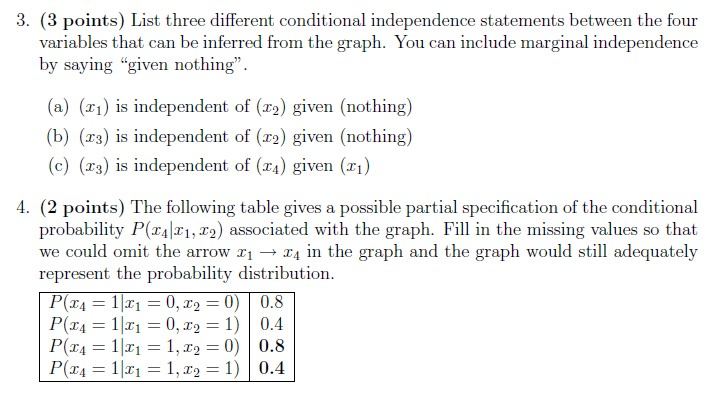 3. (3 points) List three different conditional independence statements between the four
variables that can be inferred from the graph. You can include marginal independence
by saying “given nothing”.
(a) (x₁) is independent of (x₂) given (nothing)
(b) (x₃) is independent of (x₂) given (nothing)
(c) (x₃) is independent of (x₄) given (x₁)
4. (2 points) The following table gives a possible partial specification of the conditional
probability P(x₄|x₁, x₂) associated with the graph. Fill in the missing values so that
we could omit the arrow x₁ → x₄ in the graph and the graph would still adequately
represent the probability distribution.
P(x₄ = 1|x₁ = 0, x₂ = 0) 0.8
P(x₄ = 1|x₁ = 0, x₂ = 1) 0.4
P(x₄ = 1|x₁ = 1, x₂ = 0) 0.8
P(x₄ = 1|x₁ = 1, x₂ = 1) 0.4